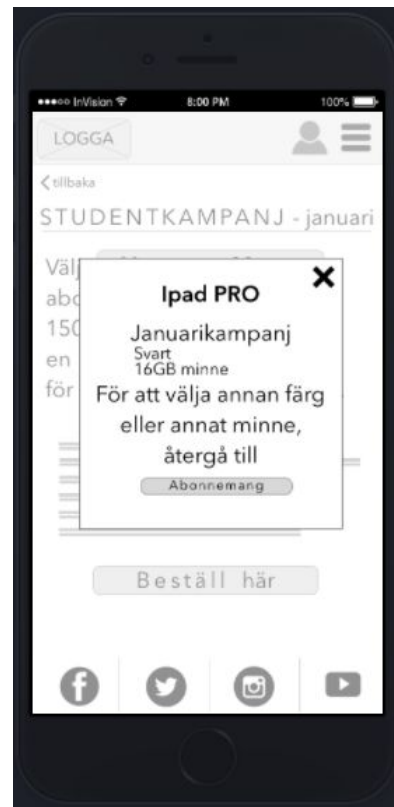 InVision 8:00 PM 100%
LOGGA
tillbaka
STUDENTKAMPANJ - januari
Välj
abo
150
en
för
Ipad PRO
Januarikampanj
Svart
16GB minne
För att välja annan färg
eller annat minne,
återgå till
Abonnemang
Beställ här